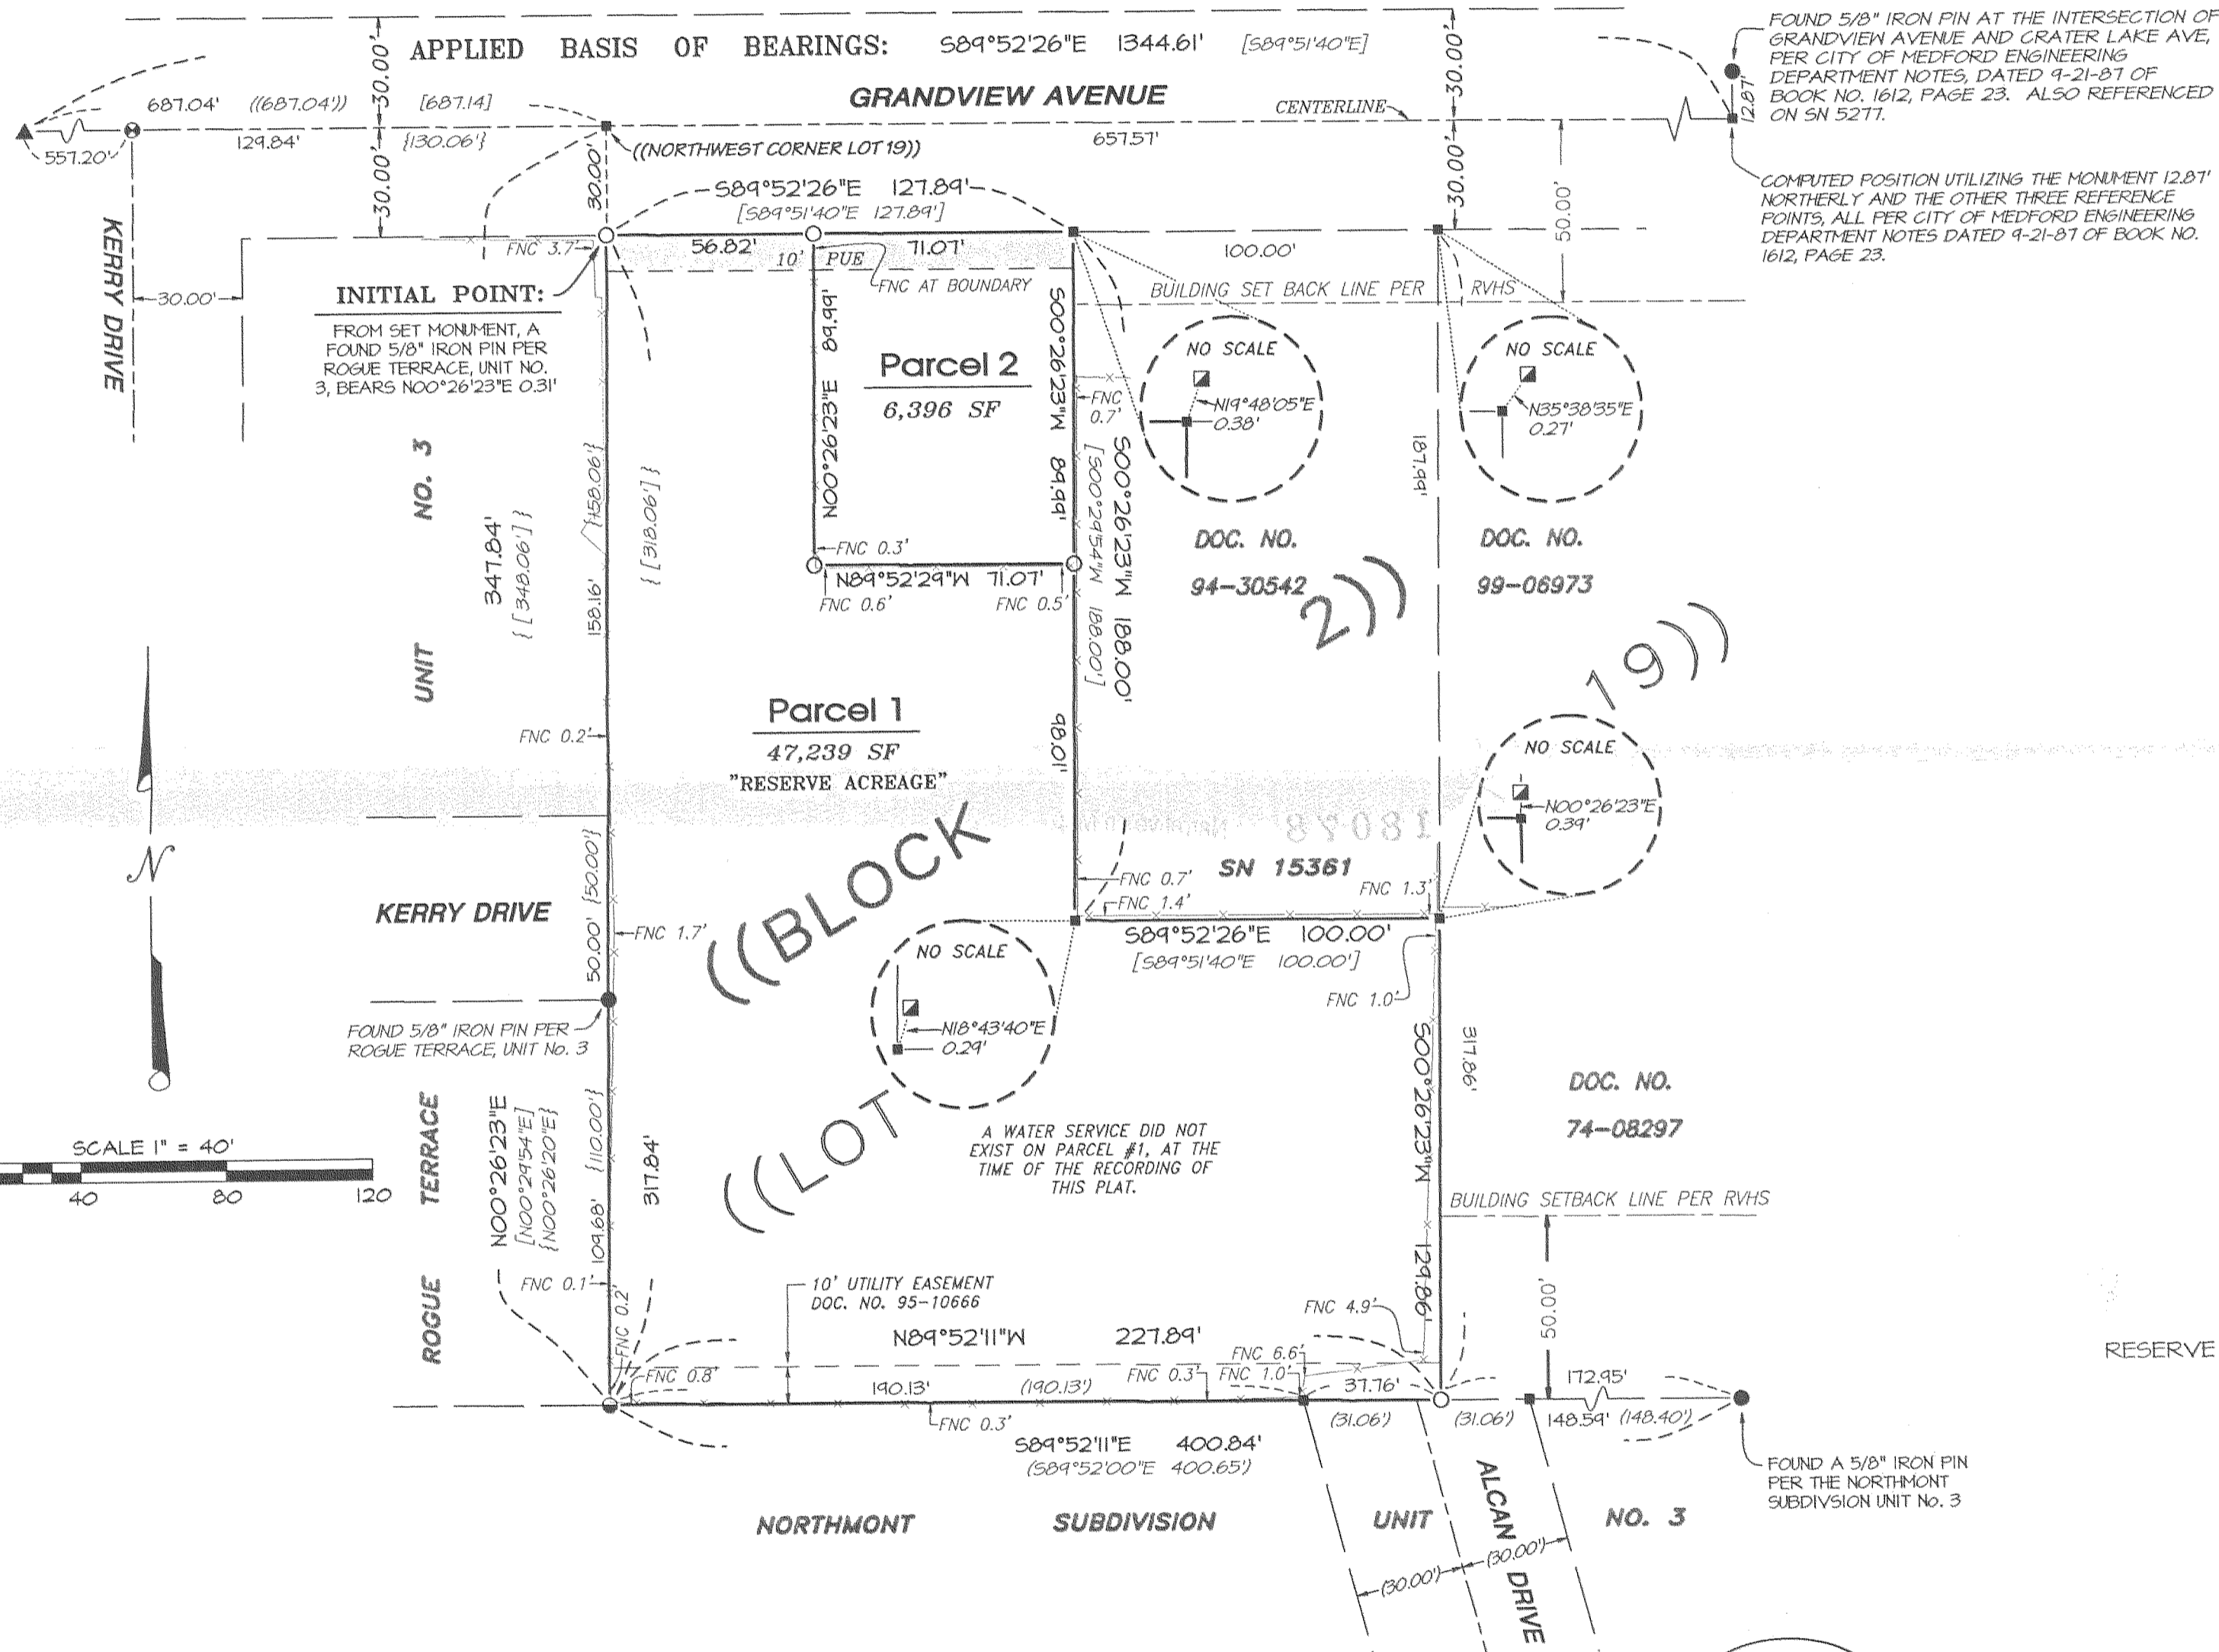 APPLIED BASIS OF BEARINGS: S89°52'26"E 1344.61' [S89°51'40"E]
30.00'
30.00'
687.04' ((687.04')) [687.14]
GRANDVIEW AVENUE
CENTERLINE
557.20'
129.84' {130.06'}
657.57'
30.00'
30.00'
12.87'
FOUND 5/8" IRON PIN AT THE INTERSECTION OF
GRANDVIEW AVENUE AND CRATER LAKE AVE,
PER CITY OF MEDFORD ENGINEERING
DEPARTMENT NOTES, DATED 9-21-87 OF
BOOK NO. 1612, PAGE 23. ALSO REFERENCED
ON SN 5277.
COMPUTED POSITION UTILIZING THE MONUMENT 12.87'
NORTHERLY AND THE OTHER THREE REFERENCE
POINTS, ALL PER CITY OF MEDFORD ENGINEERING
DEPARTMENT NOTES DATED 9-21-87 OF BOOK NO.
1612, PAGE 23.
((NORTHWEST CORNER LOT 19))
30.00'
S89°52'26"E 127.89'
[S89°51'40"E 127.89']
FNC 3.7'
56.82'
71.07'
10' PUE
FNC AT BOUNDARY
100.00'
50.00'
BUILDING SET BACK LINE PER RVHS
KERRY DRIVE
30.00'
INITIAL POINT:
FROM SET MONUMENT, A
FOUND 5/8" IRON PIN PER
ROGUE TERRACE, UNIT NO.
3, BEARS N00°26'23"E 0.31'
N00°26'23"E 89.99'
Parcel 2
6,396 SF
S00°26'23"W 89.99'
FNC
0.7'
S00°26'23"W 188.00'
[S00°29'54"W 188.00']
98.01'
NO SCALE
N19°48'05"E
0.38'
NO SCALE
N35°38'35"E
0.27'
187.99'
DOC. NO.
94-30542
DOC. NO.
99-06973
FNC 0.3'
N89°52'29"W 71.07'
FNC 0.6'
FNC 0.5'
347.84'
{[348.06']}
158.16'
{158.06'}
{[318.06']}
2))
19))
Parcel 1
47,239 SF
"RESERVE ACREAGE"
FNC 0.2'
NO SCALE
N00°26'23"E
0.39'
18078
SN 15361
FNC 0.7'
FNC 1.4'
FNC 1.3'
S89°52'26"E 100.00'
[S89°51'40"E 100.00']
FNC 1.0'
KERRY DRIVE
50.00' {50.00'}
FNC 1.7'
((BLOCK
NO SCALE
N18°43'40"E
0.29'
FOUND 5/8" IRON PIN PER
ROGUE TERRACE, UNIT No. 3
N
SCALE 1" = 40'
40 80 120
ROGUE TERRACE UNIT NO. 3
N00°26'23"E
[N00°29'54"E]
{N00°26'20"E}
109.68' {110.00'}
317.84'
((LOT
A WATER SERVICE DID NOT
EXIST ON PARCEL #1, AT THE
TIME OF THE RECORDING OF
THIS PLAT.
S00°26'23"W 129.86'
317.86'
DOC. NO.
74-08297
BUILDING SETBACK LINE PER RVHS
50.00'
FNC 0.1'
FNC 0.2'
10' UTILITY EASEMENT
DOC. NO. 95-10666
N89°52'11"W 227.89'
FNC 4.9'
FNC 6.6'
FNC 0.8'
FNC 0.3'
FNC 1.0'
190.13' (190.13')
37.76'
FNC 0.3'
(31.06')
(31.06')
172.95'
148.59' (148.40')
RESERVE
S89°52'11"E 400.84'
(S89°52'00"E 400.65')
FOUND A 5/8" IRON PIN
PER THE NORTHMONT
SUBDIVSION UNIT No. 3
NORTHMONT SUBDIVISION UNIT NO. 3
ALCAN DRIVE
(30.00')
(30.00')